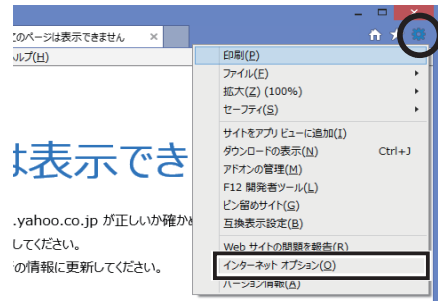 このページは表示できません ×
ヘルプ(H)
印刷(P)
ファイル(F)
拡大(Z) (100%)
セーフティ(S)
サイトをアプリ ビューに追加(I)
ダウンロードの表示(N) Ctrl+J
アドオンの管理(M)
F12 開発者ツール(L)
ピン留めサイト(G)
互換表示設定(B)
Web サイトの問題を報告(R)
インターネット オプション(O)
バージョン情報(A)
は表示でき
.yahoo.co.jp が正しいか確か
してください。
の情報に更新してください。